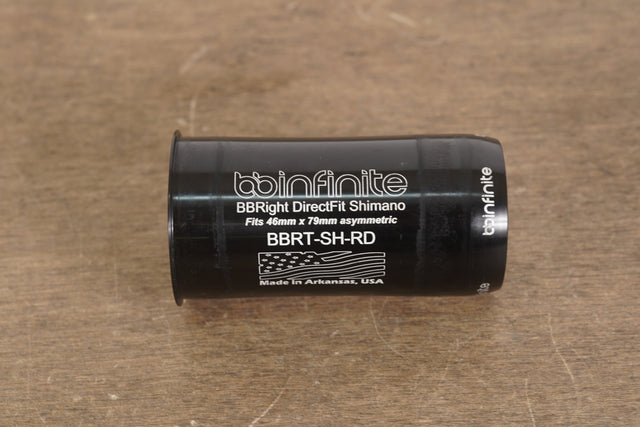 bbinfinite
BBRight DirectFit Shimano
Fits 46mm x 79mm asymmetric
BBRT-SH-RD
Made in Arkansas, USA
bbinfinite